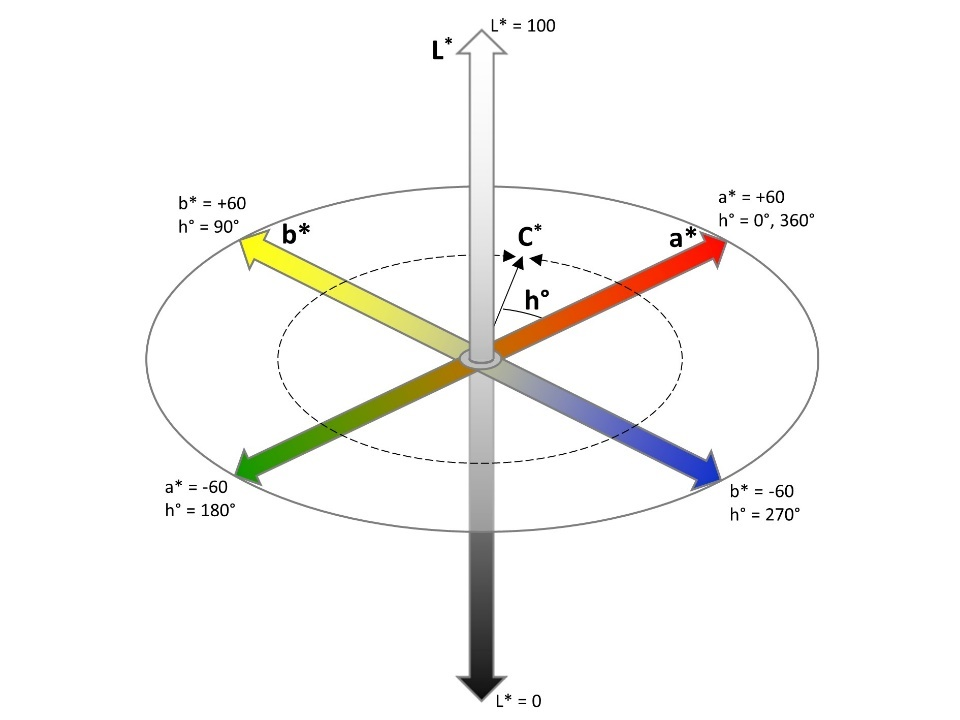 L* = 100
L*
b* = +60
h° = 90°
b*
C*
a*
a* = +60
h° = 0°, 360°
h°
a* = -60
h° = 180°
b* = -60
h° = 270°
L* = 0